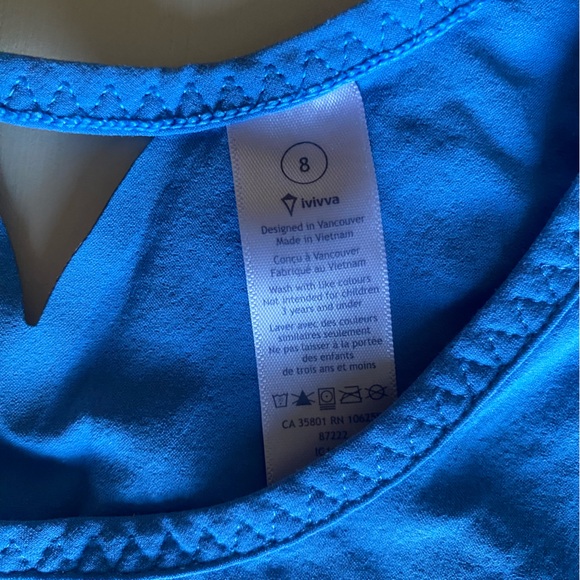 8
ivivva
Designed in Vancouver
Made in Vietnam
Conçu à Vancouver
Fabriqué au Vietnam
Wash with like colours
Not intended for children
3 years and under
Laver avec des couleurs
similaires seulement
Ne pas laisser à la portée
des enfants
de trois ans et moins
CA 35801 RN
87222